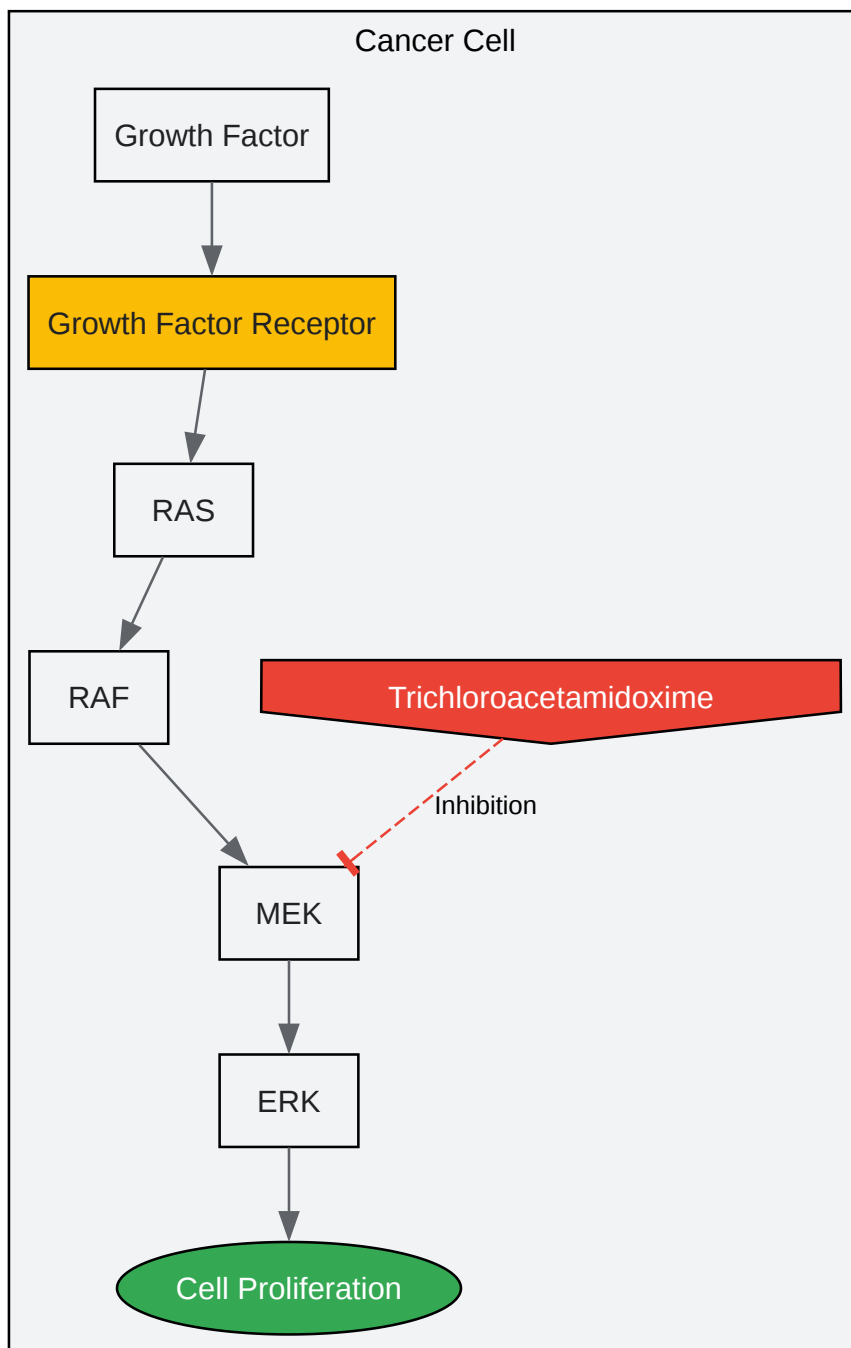 Cancer Cell
Growth Factor
Growth Factor Receptor
RAS
RAF
Trichloroacetamidoxime
Inhibition
MEK
ERK
Cell Proliferation